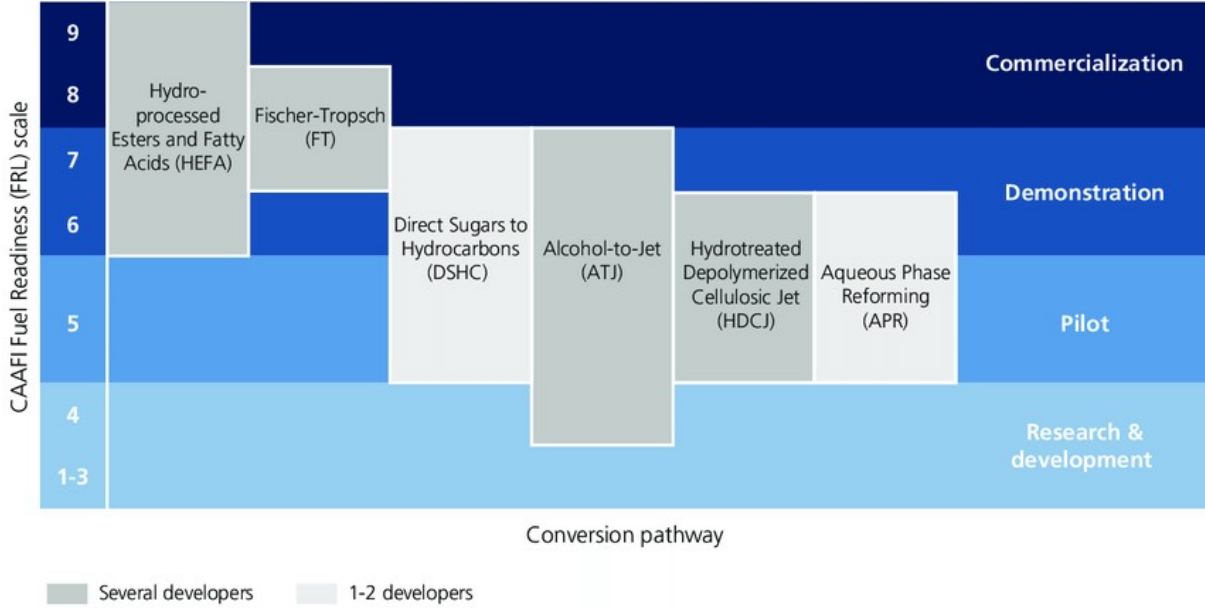 CAAFI Fuel Readiness (FRL) scale
9
8
7
6
5
4
1-3
Hydro-
processed
Esters and Fatty
Acids (HEFA)
Fischer-Tropsch
(FT)
Direct Sugars to
Hydrocarbons
(DSHC)
Alcohol-to-Jet
(ATJ)
Hydrotreated
Depolymerized
Cellulosic Jet
(HDCJ)
Aqueous Phase
Reforming
(APR)
Commercialization
Demonstration
Pilot
Research &
development
Conversion pathway
Several developers
1-2 developers